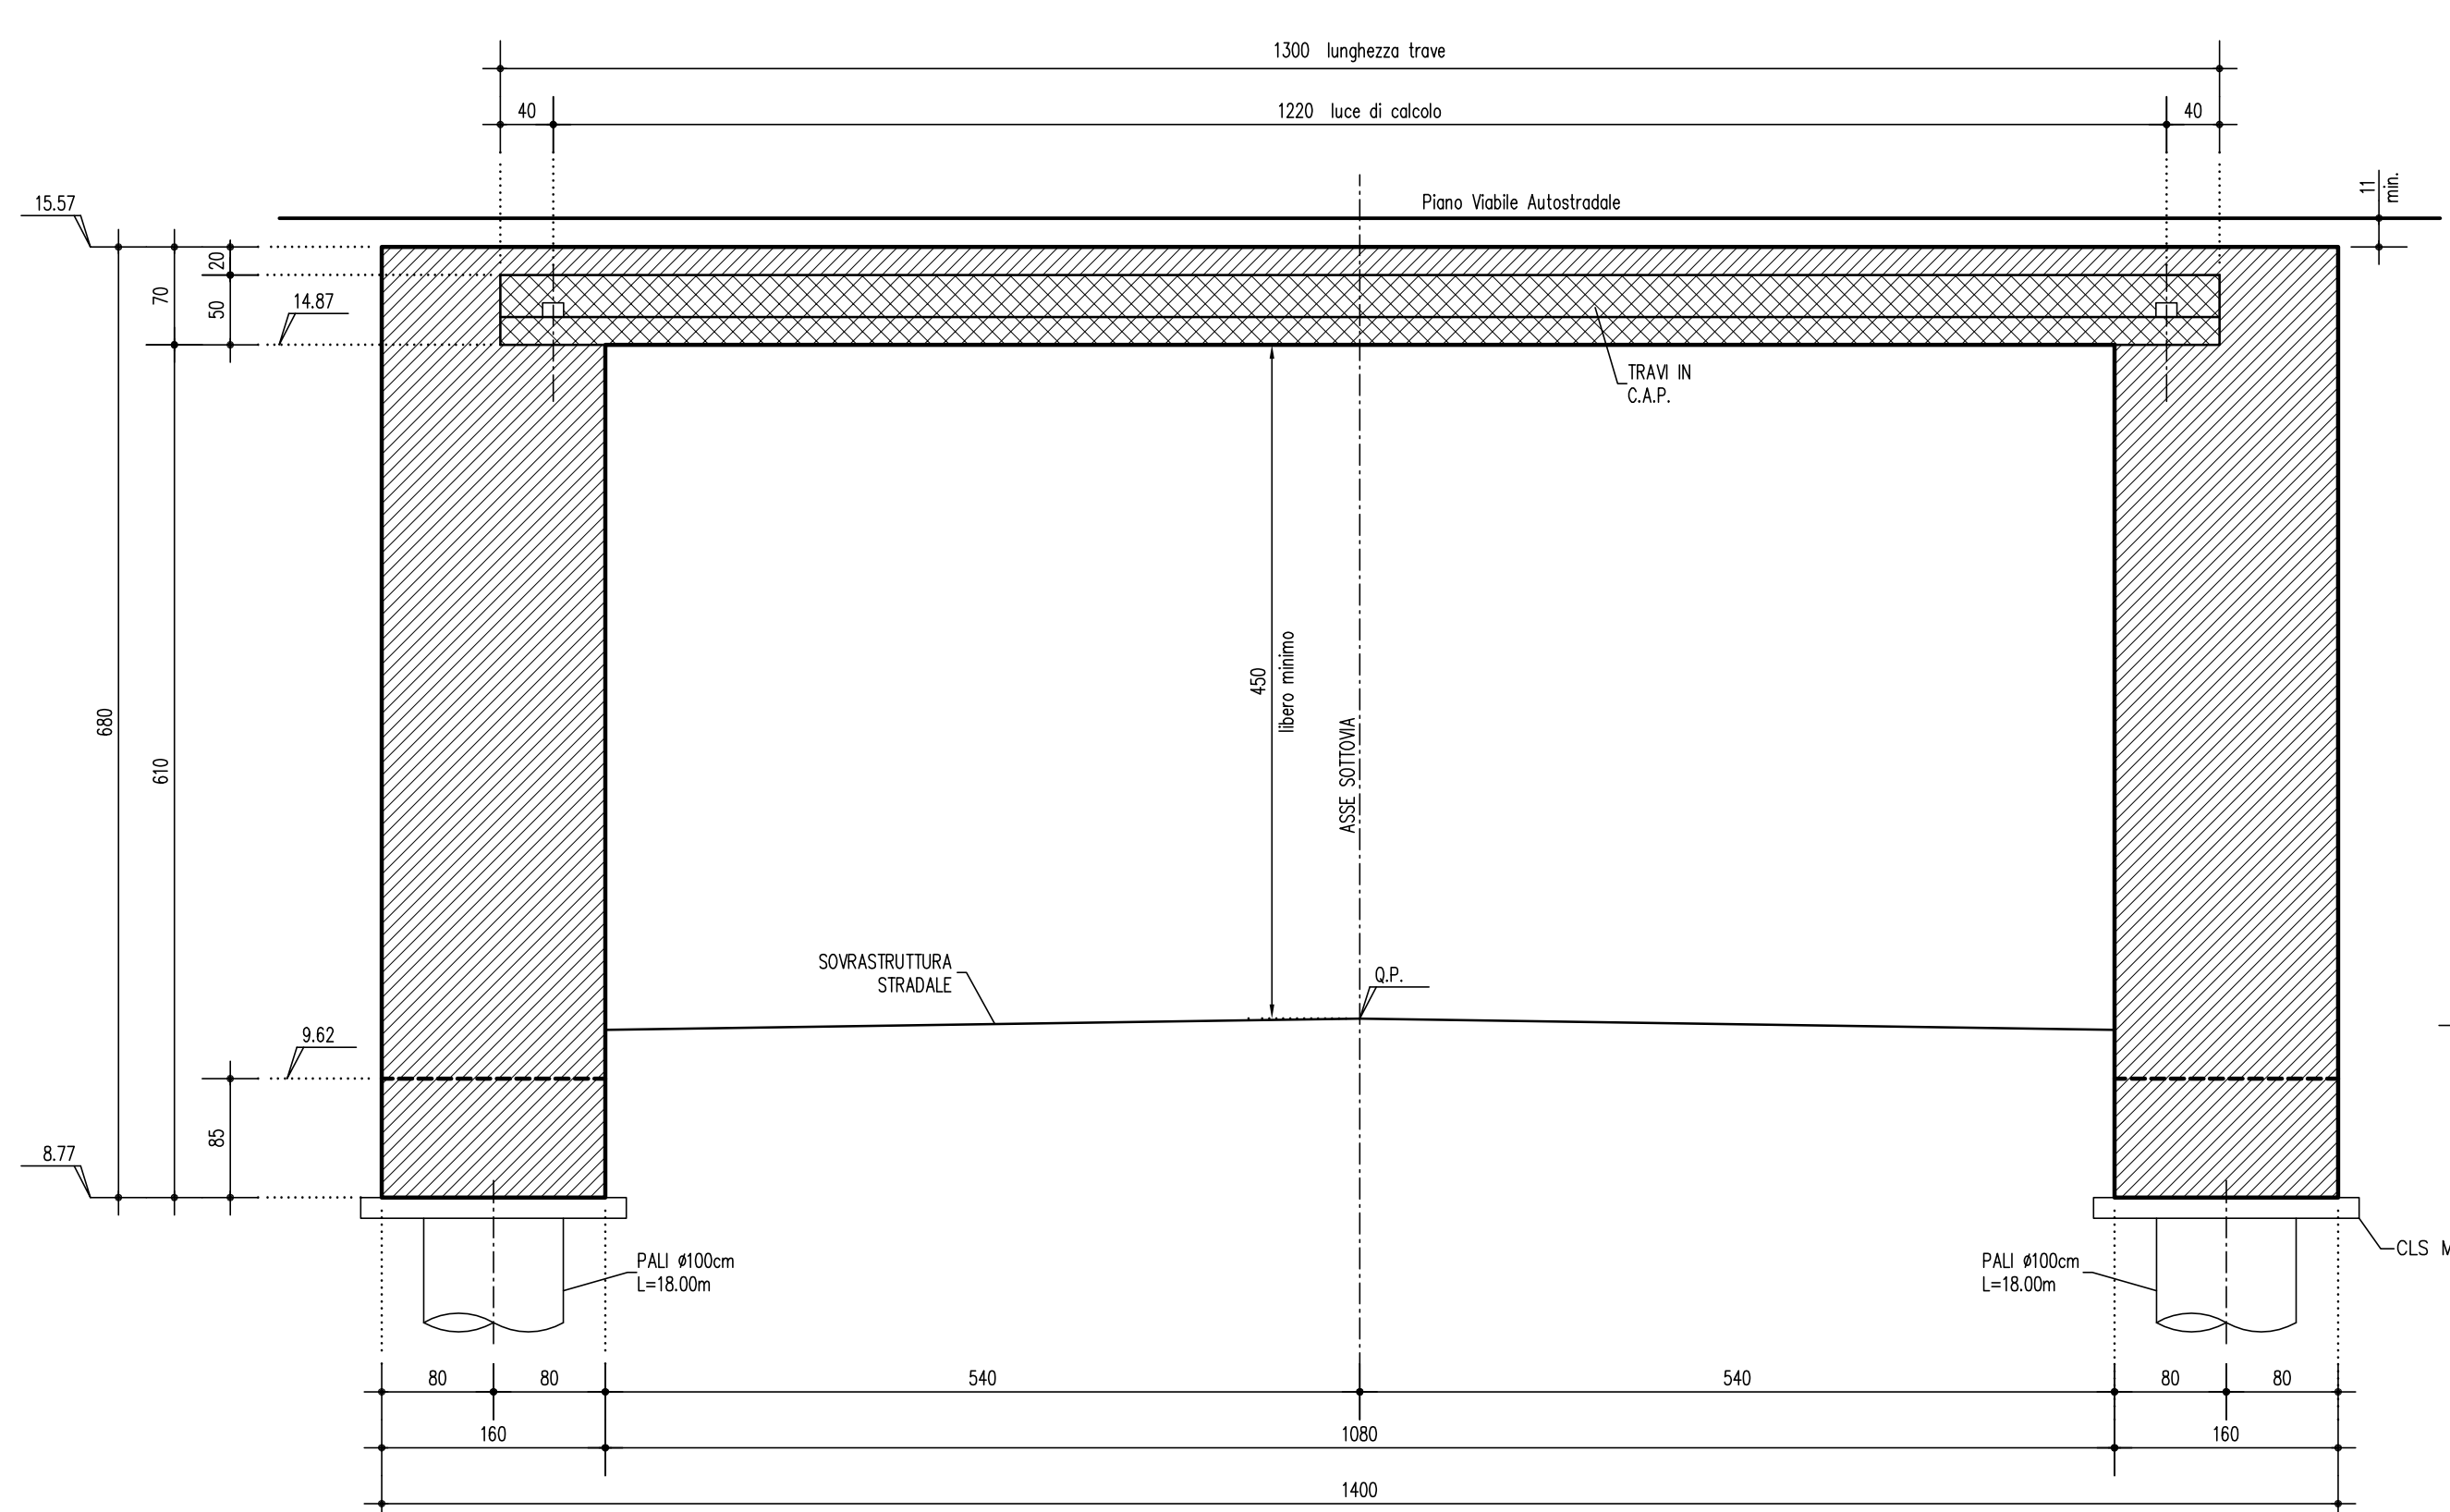 1300 lunghezza trave
40
1220 luce di calcolo
40
11
min.
15.57
Piano Viabile Autostradale
20
70
50
14.87
TRAVI IN
C.A.P.
450
libero minimo
ASSE SOTTOVIA
680
610
SOVRASTRUTTURA
STRADALE
Q.P.
9.62
85
8.77
PALI ø100cm
L=18.00m
PALI ø100cm
L=18.00m
CLS
80
80
540
540
80
80
160
1080
160
1400